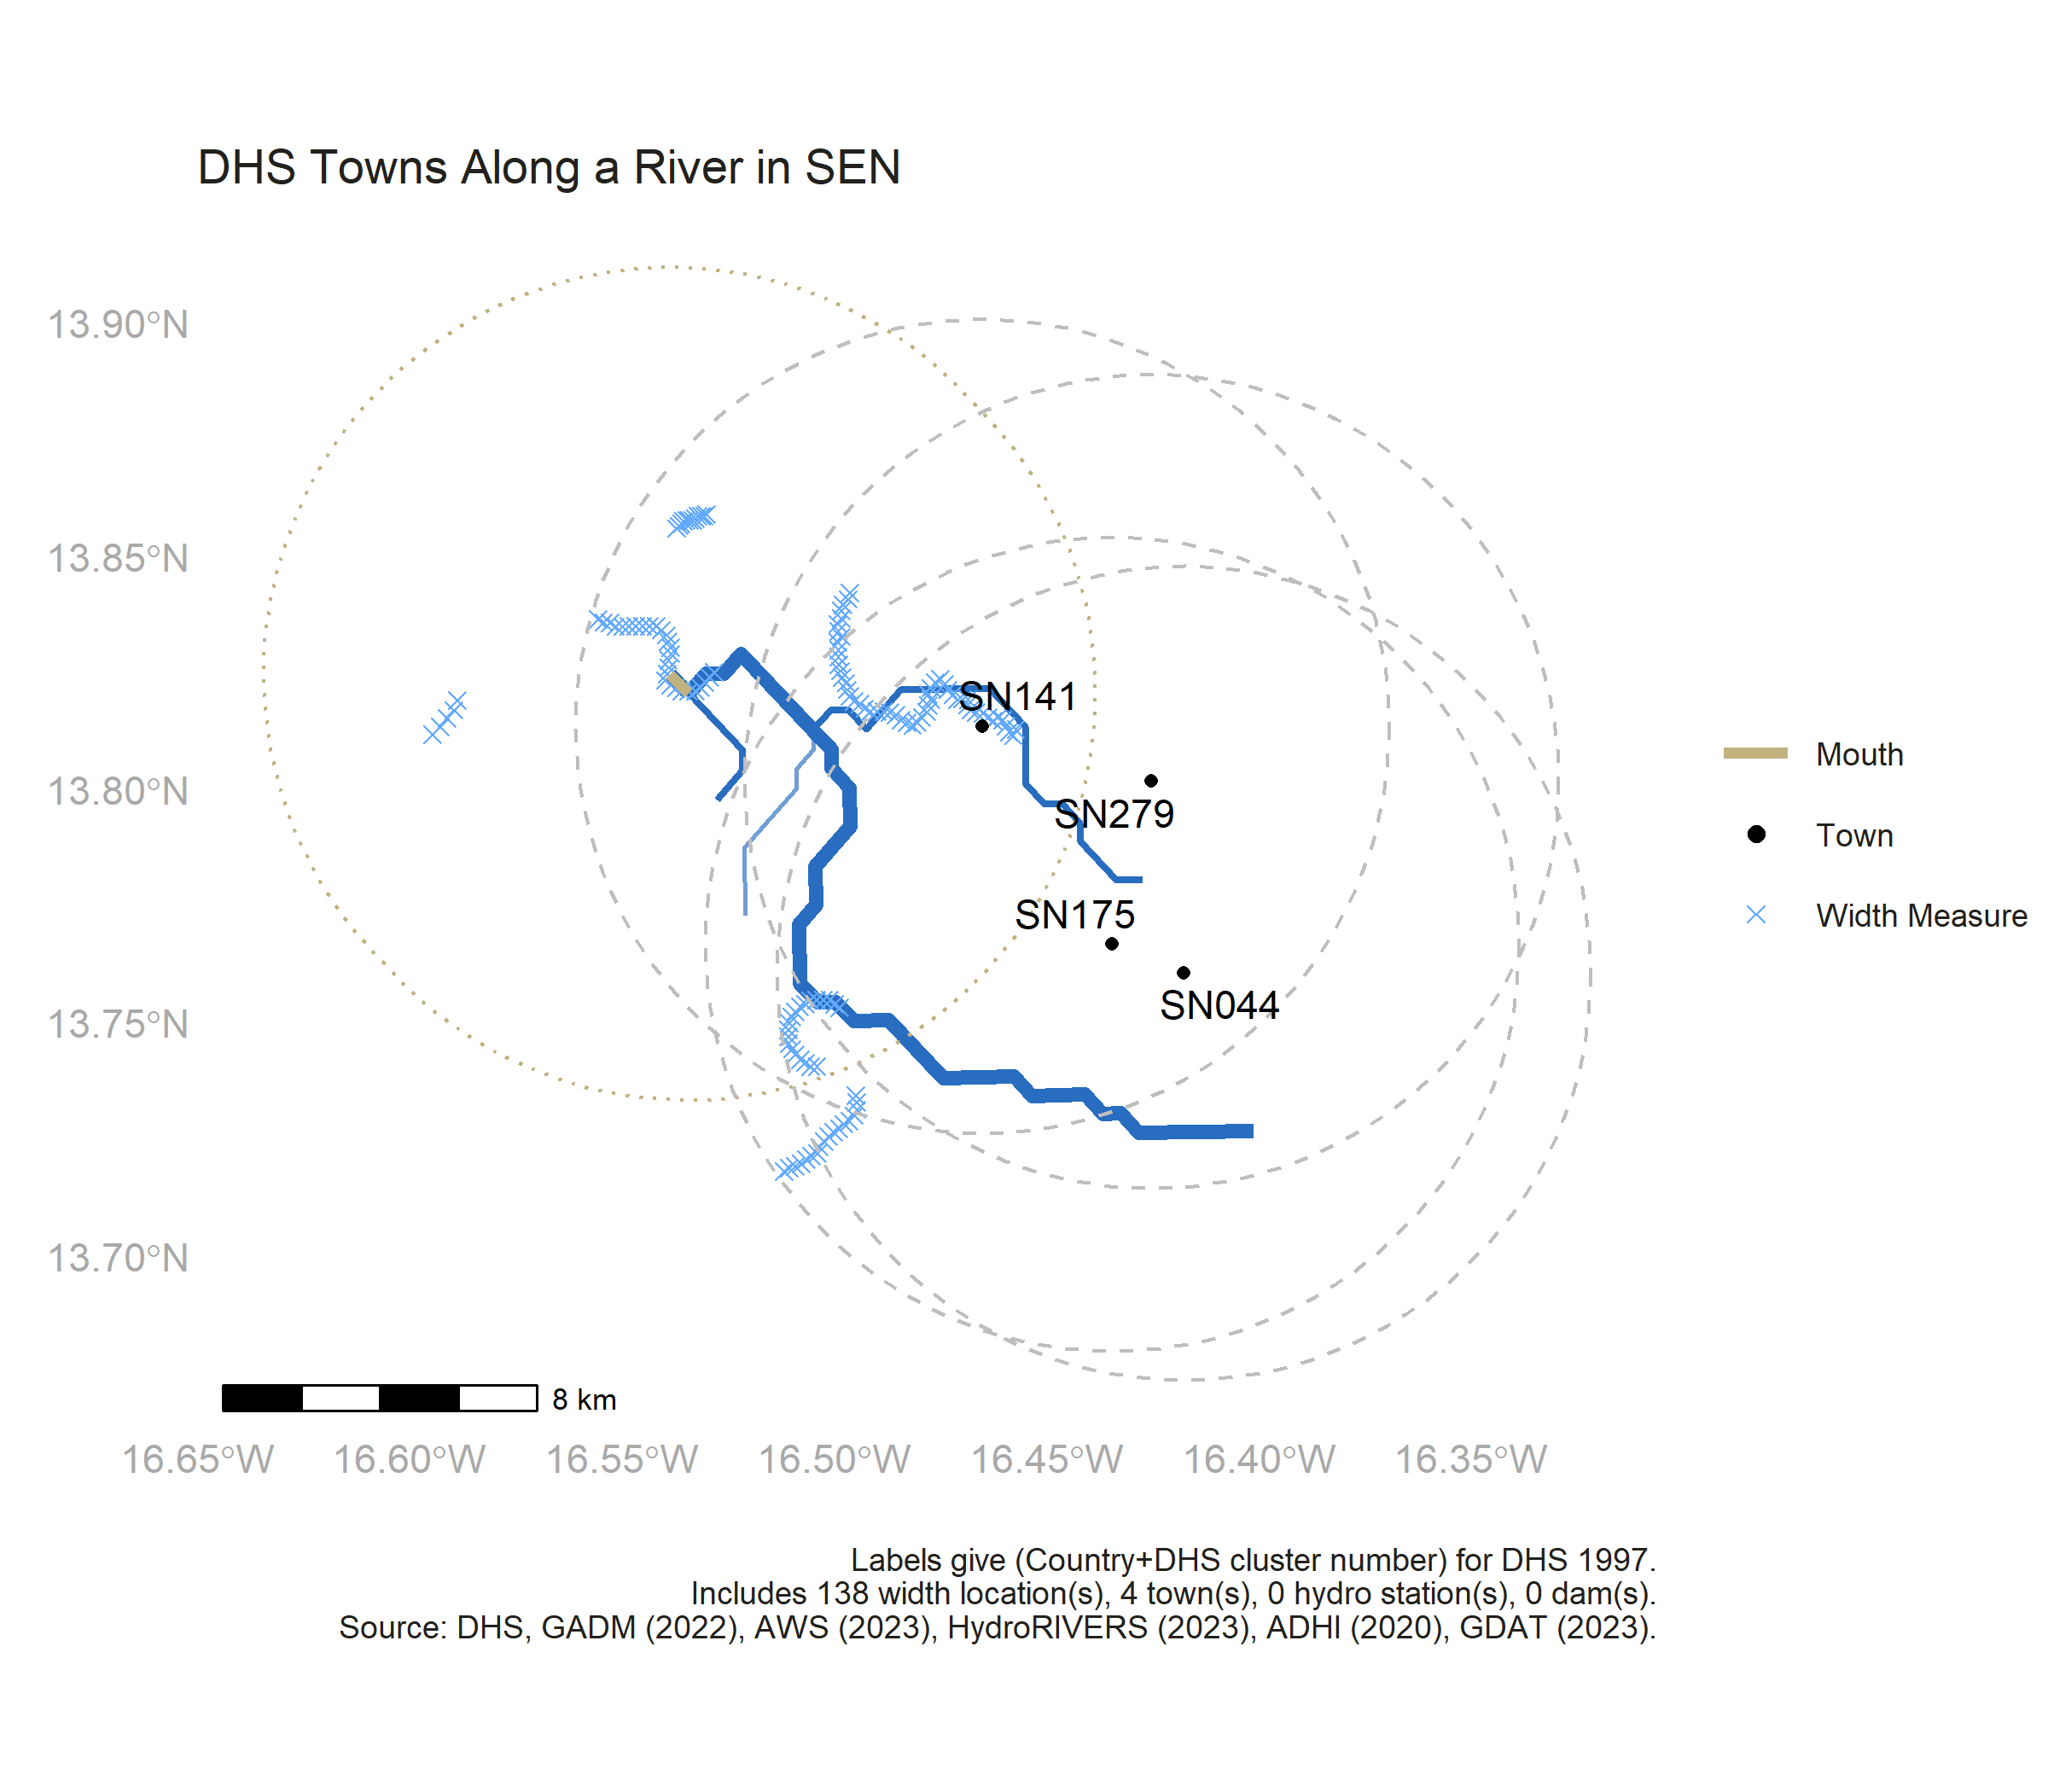 DHS Towns Along a River in SEN
13.90°N
13.85°N
13.80°N
13.75°N
13.70°N
SN141
SN279
SN175
SN044
Mouth
Town
Width Measure
8 km
16.65°W 16.60°W 16.55°W 16.50°W 16.45°W 16.40°W 16.35°W
Labels give (Country+DHS cluster number) for DHS 1997.
Includes 138 width location(s), 4 town(s), 0 hydro station(s), 0 dam(s).
Source: DHS, GADM (2022), AWS (2023), HydroRIVERS (2023), ADHI (2020), GDAT (2023).